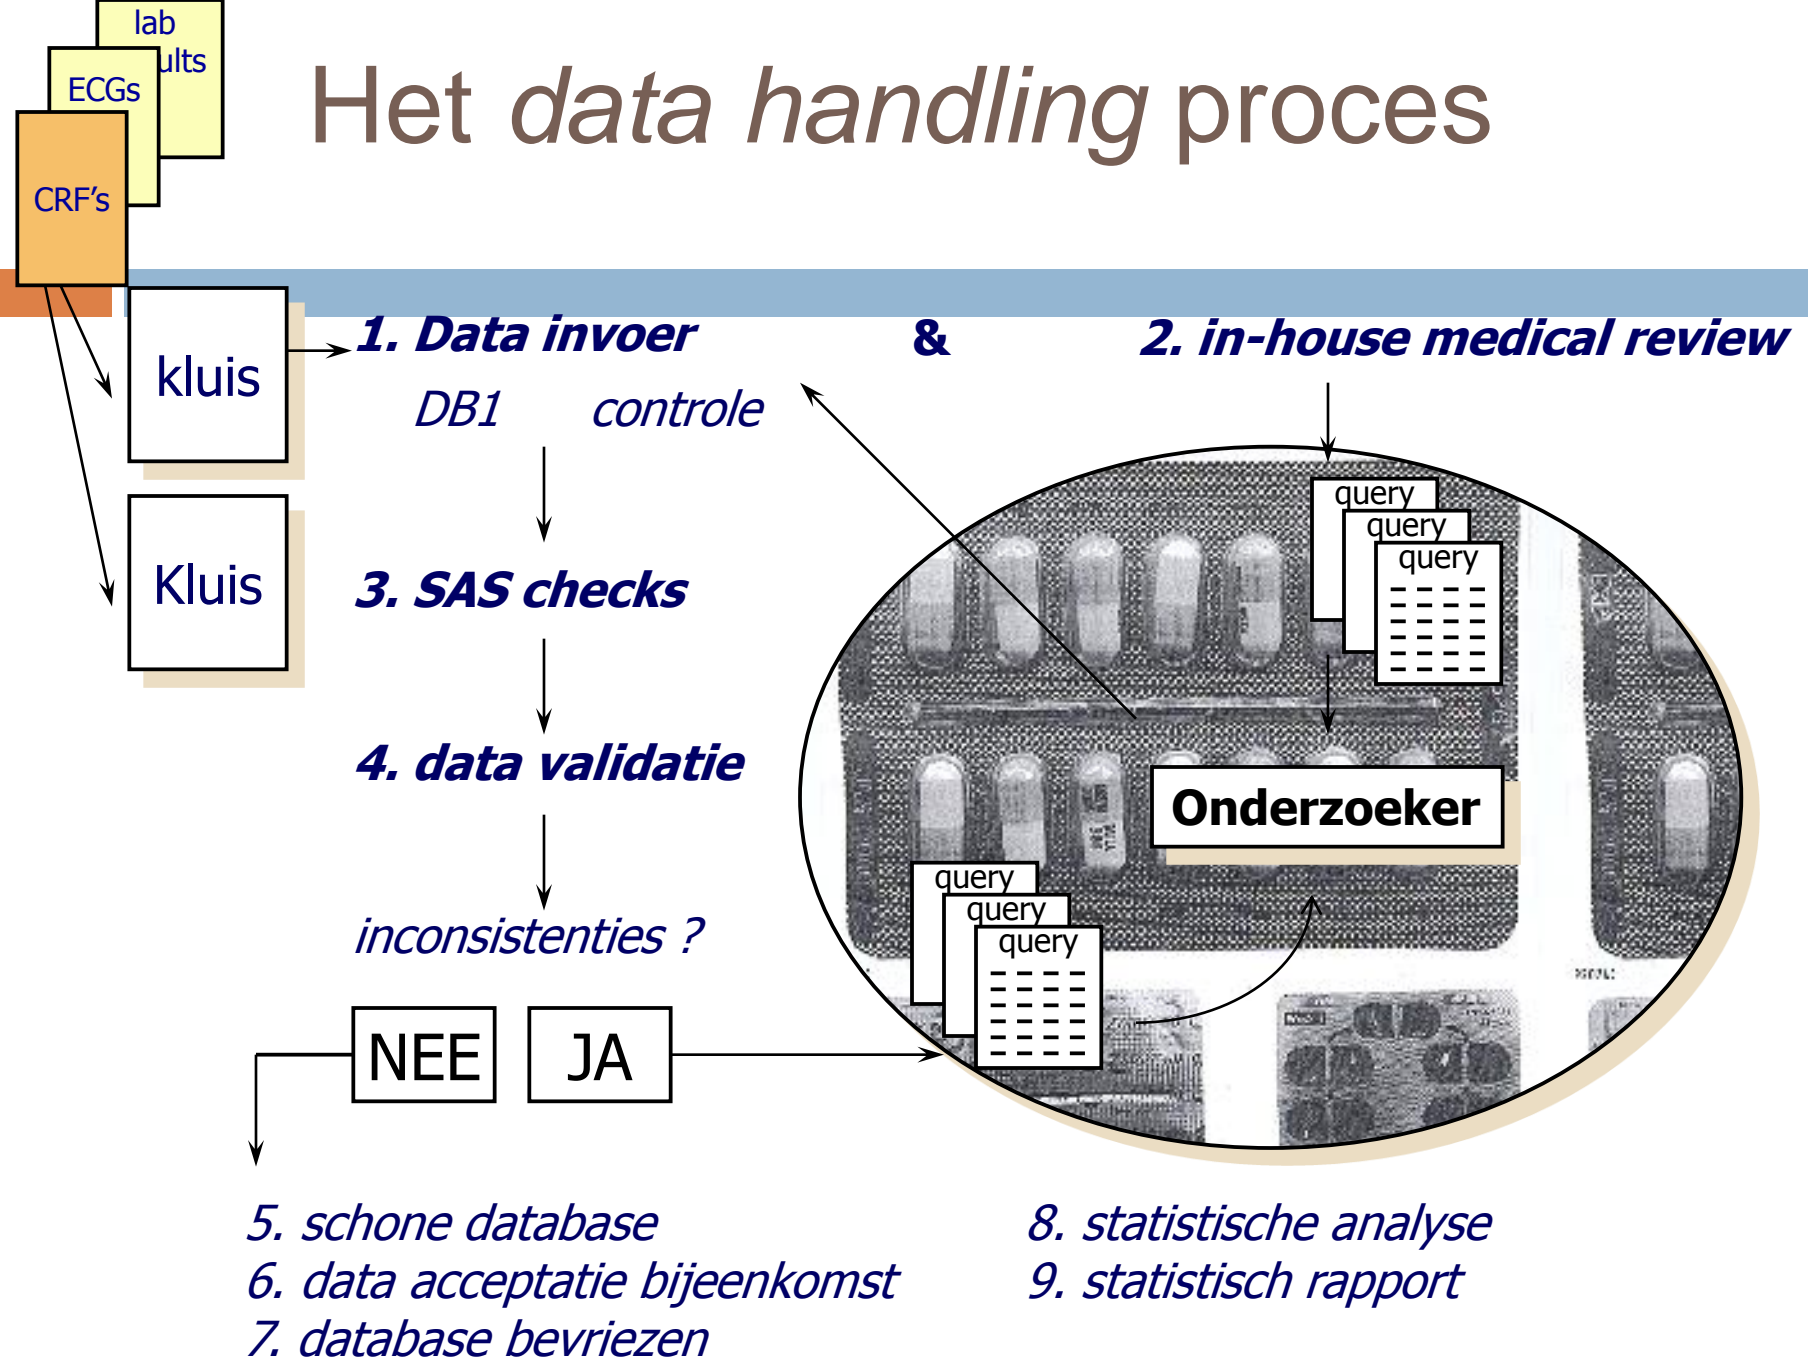 lab
ults
ECGs
CRF's
Het data handling proces
kluis
Kluis
1. Data invoer & 2. in-house medical review
DB1 controle
3. SAS checks
4. data validatie
inconsistenties ?
NEE JA
query
query
query
Onderzoeker
query
query
query
5. schone database
6. data acceptatie bijeenkomst
7. database bevriezen
8. statistische analyse
9. statistisch rapport